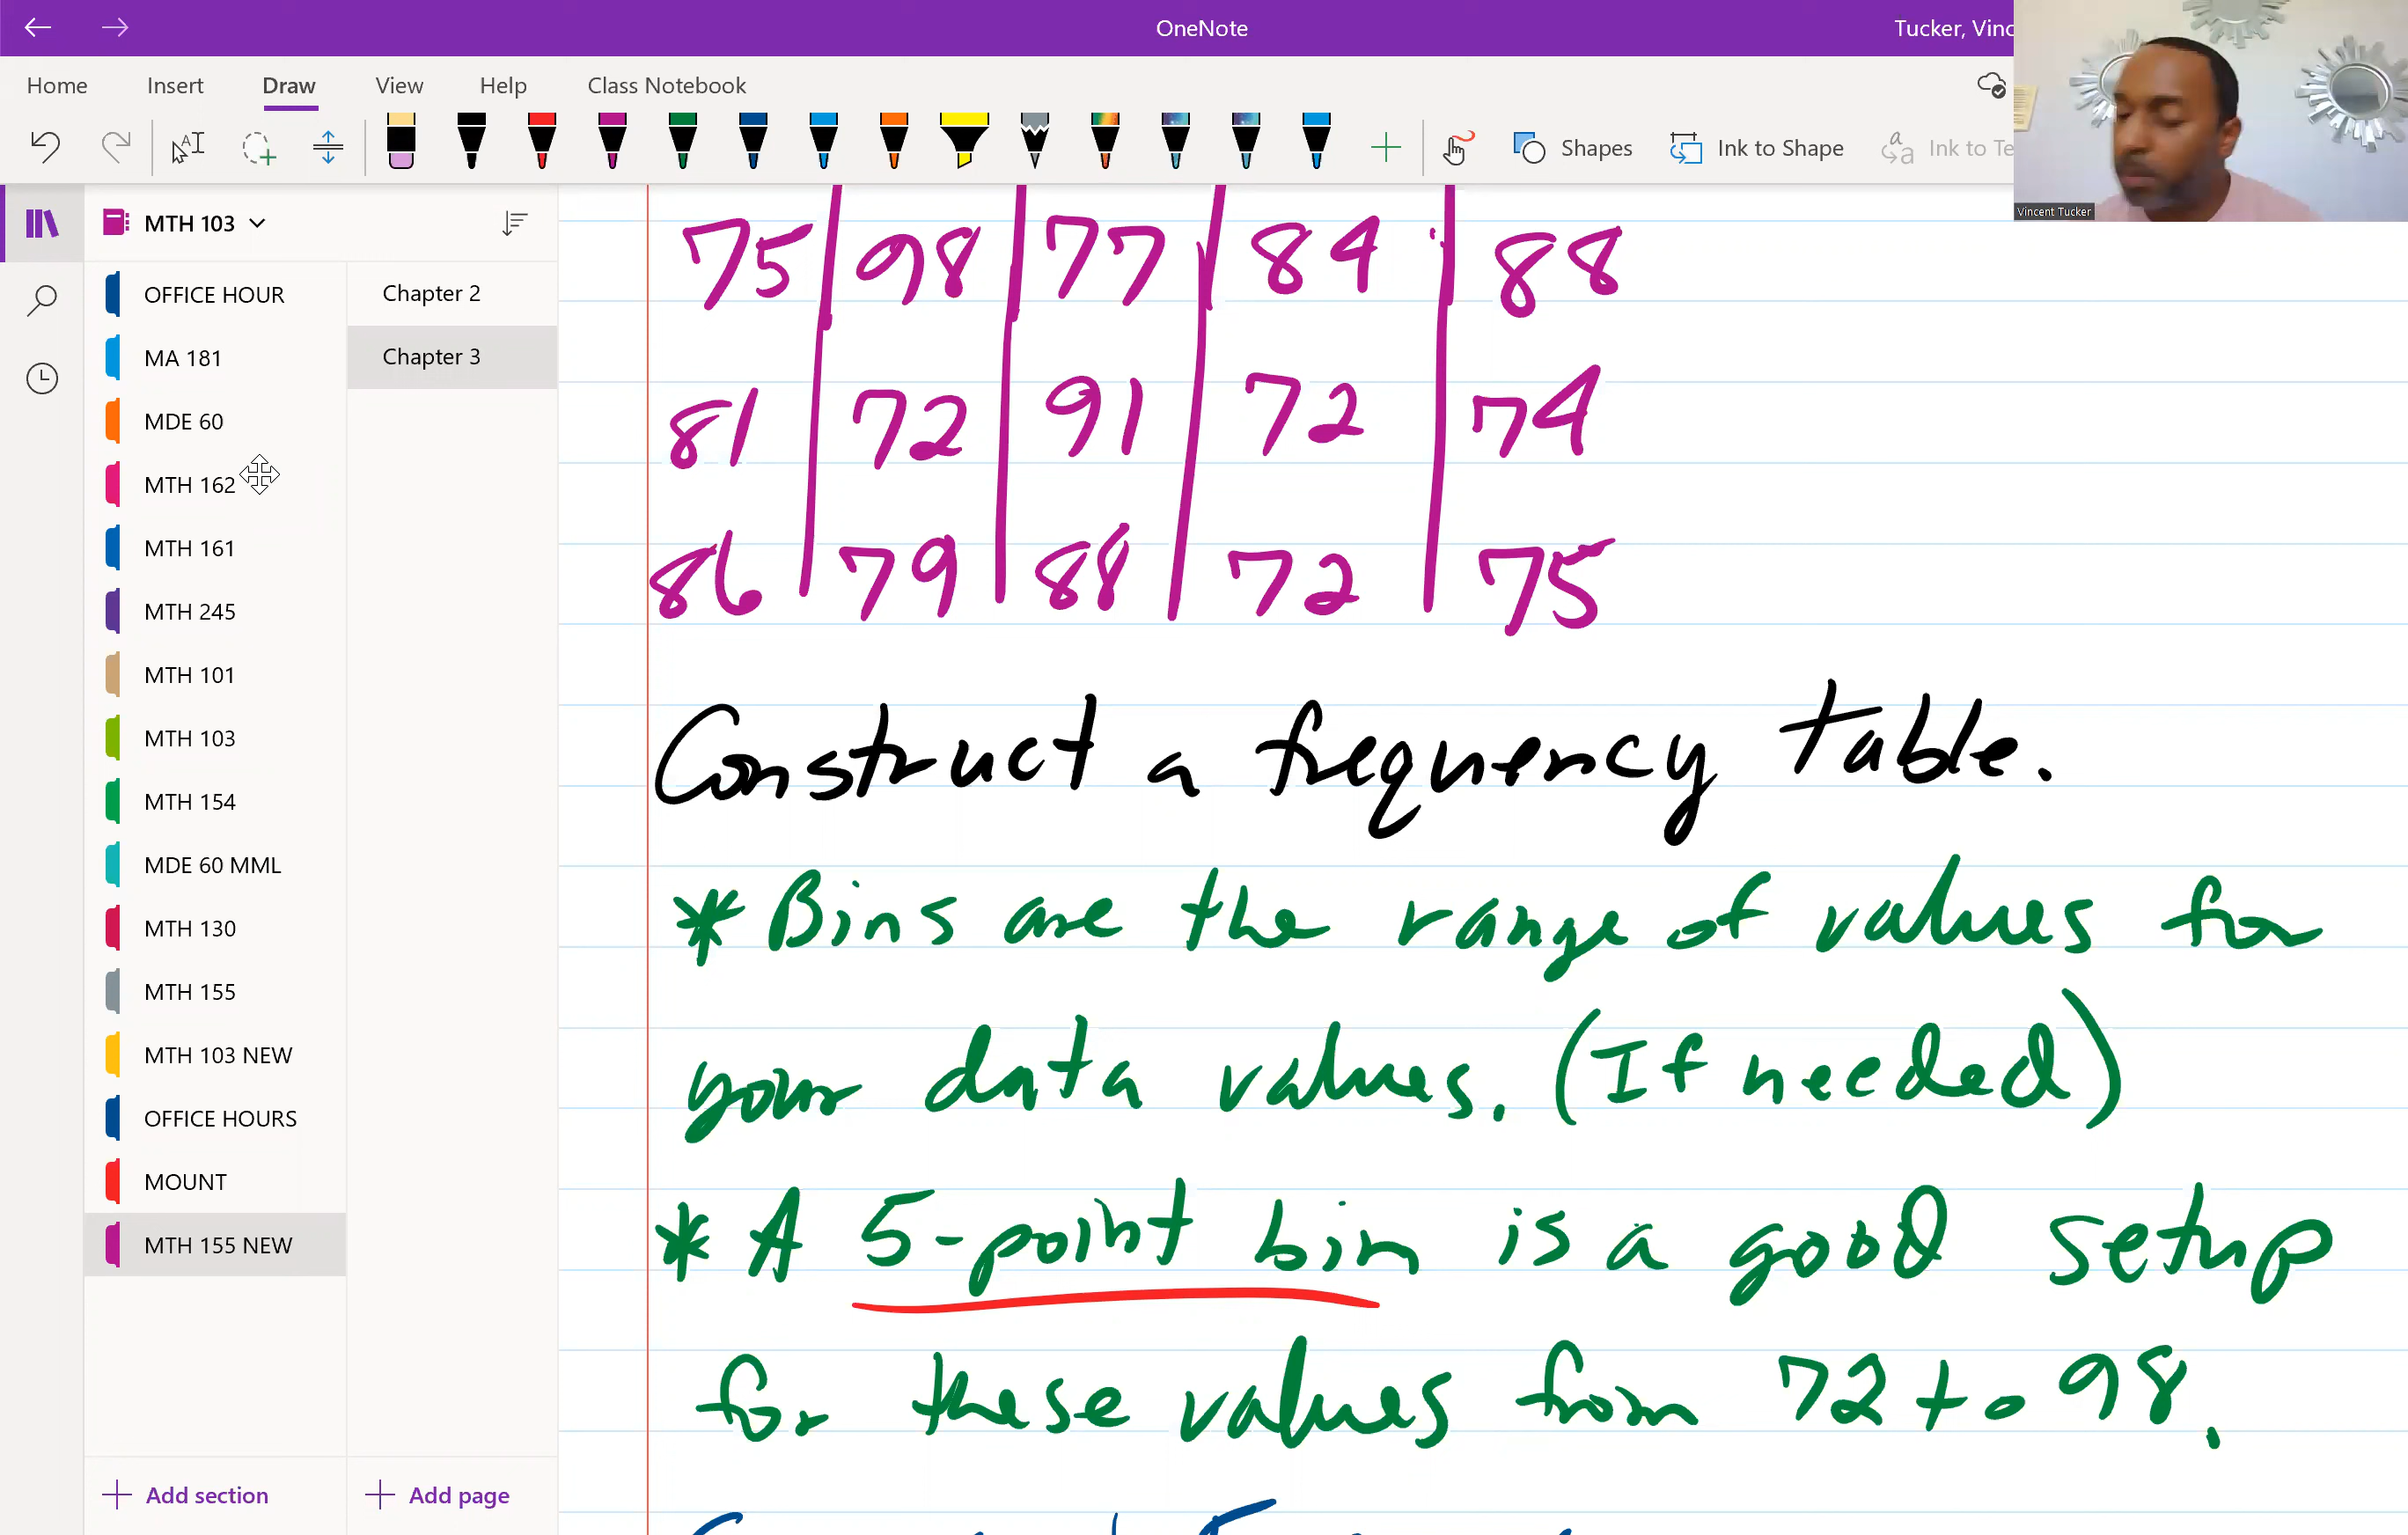 OneNote
Tucker, Vinc
Home Insert Draw View Help Class Notebook
Shapes Ink to Shape Ink to Te
Vincent Tucker
MTH 103
OFFICE HOUR
MA 181
MDE 60
MTH 162
MTH 161
MTH 245
MTH 101
MTH 103
MTH 154
MDE 60 MML
MTH 130
MTH 155
MTH 103 NEW
OFFICE HOURS
MOUNT
MTH 155 NEW
Add section
Chapter 2
Chapter 3
Add page
75 98 77 84 88
81 72 91 72 74
86 79 88 72 75
Construct a frequency table.
* Bins are the range of values for
your data values. (If needed)
* A 5-point bin is a good setup
for these values from 72 to 98.